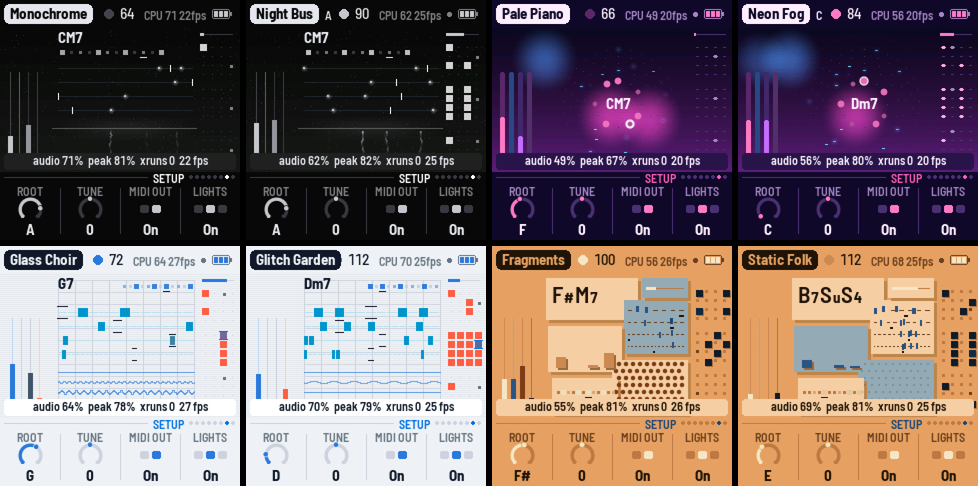 Monochrome 64 CPU 71 22fps
CM7
audio 71% peak 81% xruns 0 22 fps
SETUP
ROOT TUNE MIDI OUT LIGHTS
A 0 On On
Night Bus A 90 CPU 62 25fps
CM7
audio 62% peak 82% xruns 0 25 fps
SETUP
ROOT TUNE MIDI OUT LIGHTS
A 0 On On
Pale Piano 66 CPU 49 20fps
CM7
audio 49% peak 67% xruns 0 20 fps
SETUP
ROOT TUNE MIDI OUT LIGHTS
F 0 On On
Neon Fog C 84 CPU 56 20fps
Dm7
audio 56% peak 80% xruns 0 20 fps
SETUP
ROOT TUNE MIDI OUT LIGHTS
C 0 On On
Glass Choir 72 CPU 64 27fps
G7
audio 64% peak 78% xruns 0 27 fps
SETUP
ROOT TUNE MIDI OUT LIGHTS
G 0 On On
Glitch Garden 112 CPU 70 25fps
Dm7
audio 70% peak 79% xruns 0 25 fps
SETUP
ROOT TUNE MIDI OUT LIGHTS
D 0 On On
Fragments 100 CPU 56 26fps
F#M7
audio 55% peak 81% xruns 0 26 fps
SETUP
ROOT TUNE MIDI OUT LIGHTS
F# 0 On On
Static Folk 112 CPU 68 25fps
B7SuS4
audio 69% peak 81% xruns 0 25 fps
SETUP
ROOT TUNE MIDI OUT LIGHTS
E 0 On On